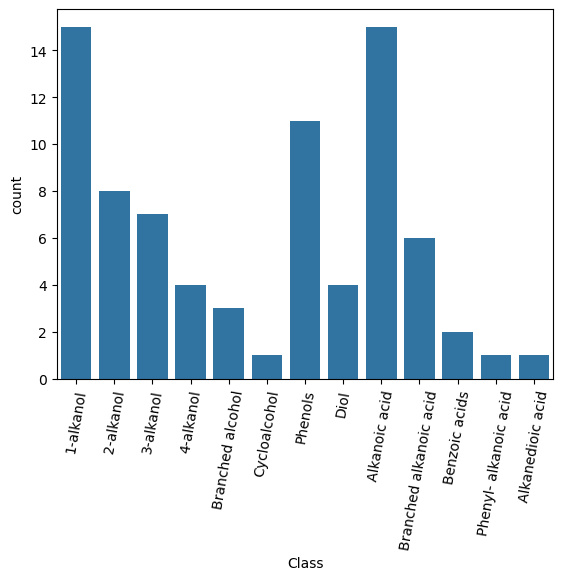 count
14
12
10
8
6
4
2
0
1-alkanol
2-alkanol
3-alkanol
4-alkanol
Branched alcohol
Cycloalcohol
Phenols
Diol
Alkanoic acid
Branched alkanoic acid
Benzoic acids
Phenyl- alkanoic acid
Alkanedioic acid
Class